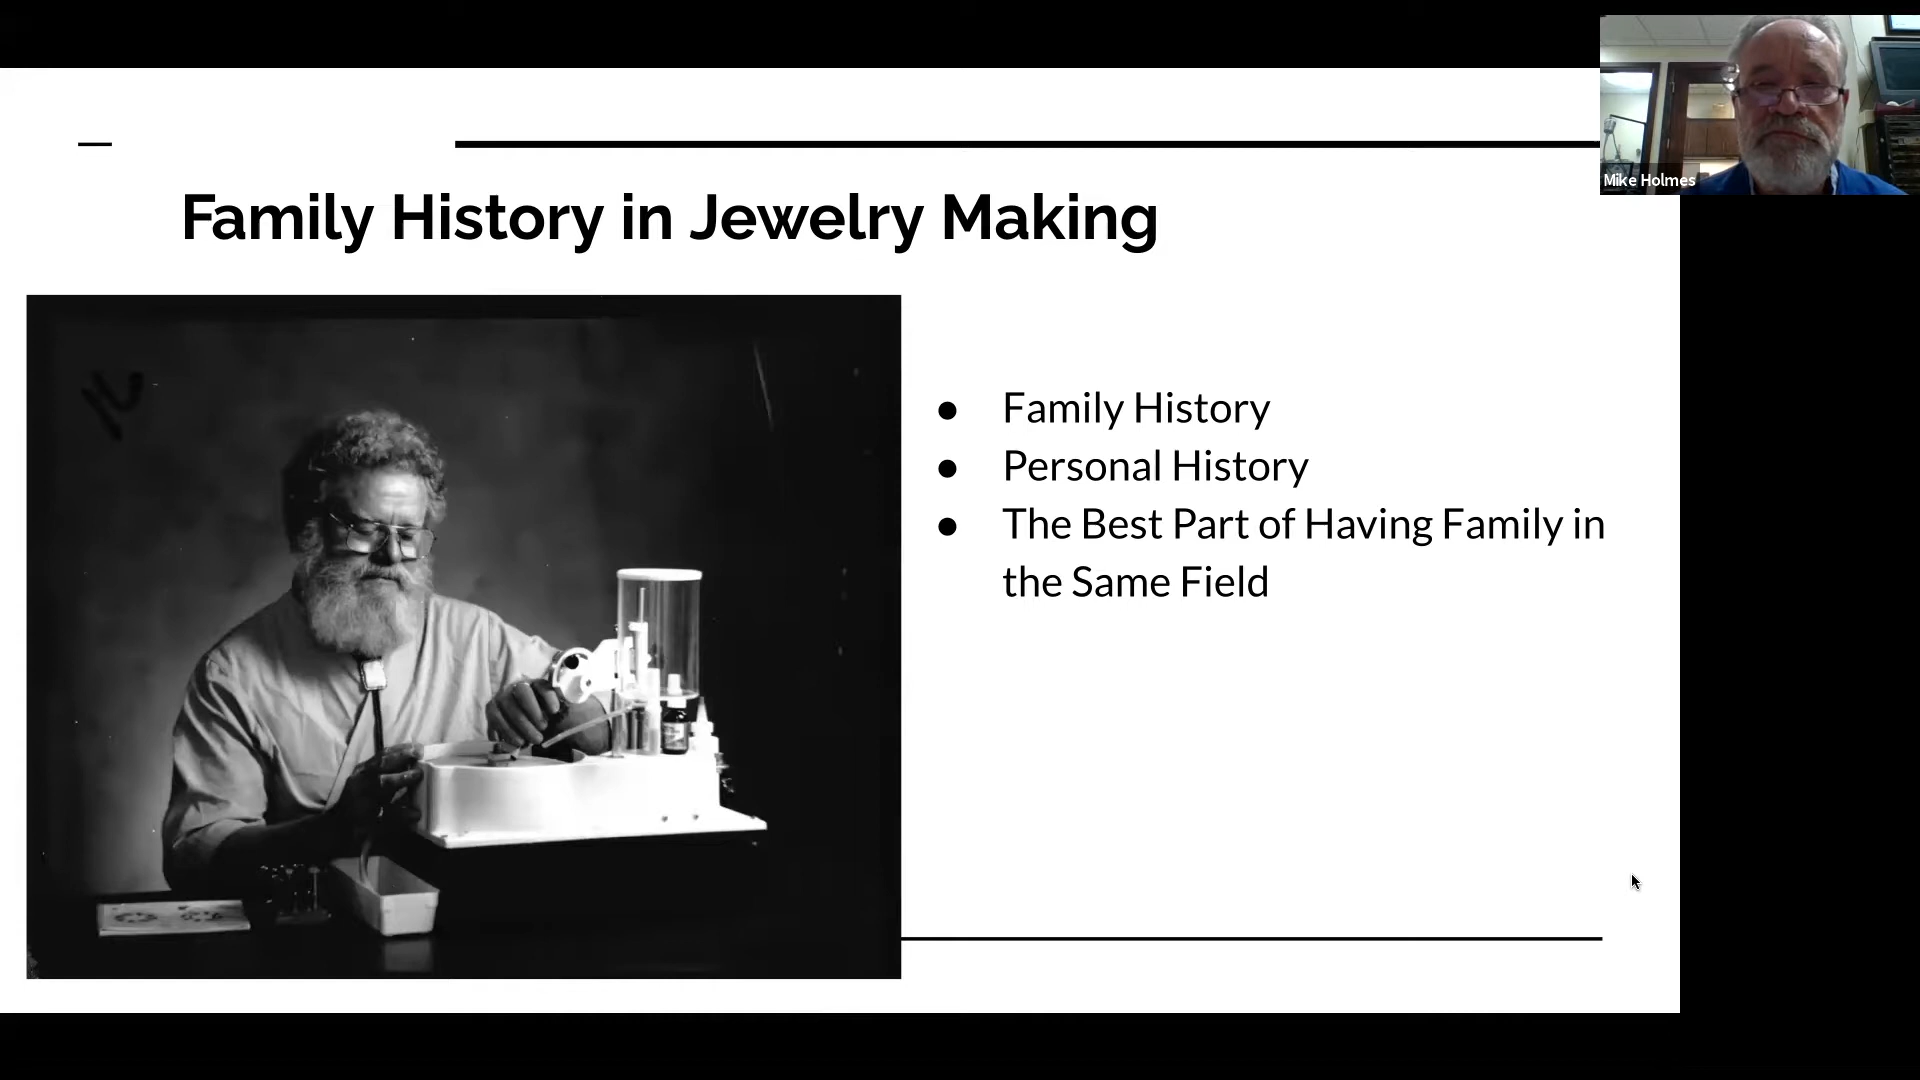 Mike Holmes
Family History in Jewelry Making
● Family History
● Personal History
● The Best Part of Having Family in
the Same Field